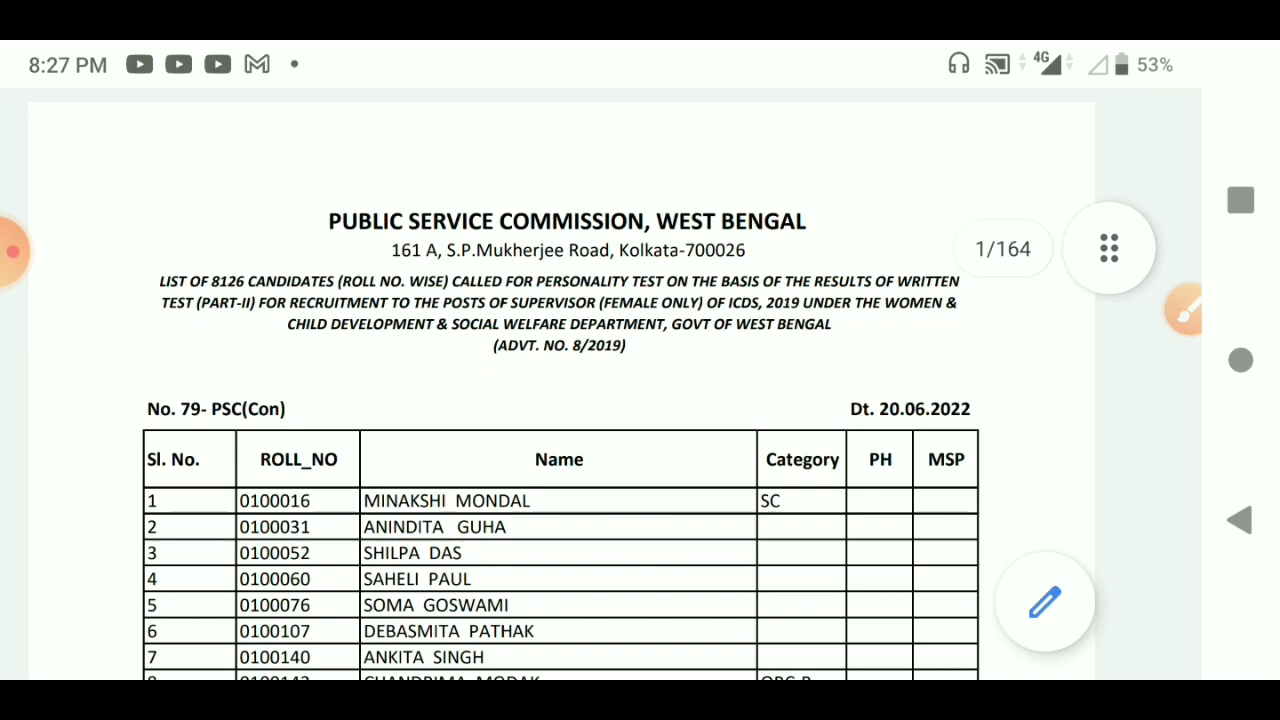 8:27 PM
4G
53%
PUBLIC SERVICE COMMISSION, WEST BENGAL
161 A, S.P.Mukherjee Road, Kolkata-700026
1/164
LIST OF 8126 CANDIDATES (ROLL NO. WISE) CALLED FOR PERSONALITY TEST ON THE BASIS OF THE RESULTS OF WRITTEN
TEST (PART-II) FOR RECRUITMENT TO THE POSTS OF SUPERVISOR (FEMALE ONLY) OF ICDS, 2019 UNDER THE WOMEN &
CHILD DEVELOPMENT & SOCIAL WELFARE DEPARTMENT, GOVT OF WEST BENGAL
(ADVT. NO. 8/2019)
No. 79- PSC(Con) Dt. 20.06.2022
Sl. No. ROLL_NO Name Category PH MSP
1 0100016 MINAKSHI MONDAL SC
2 0100031 ANINDITA GUHA
3 0100052 SHILPA DAS
4 0100060 SAHELI PAUL
5 0100076 SOMA GOSWAMI
6 0100107 DEBASMITA PATHAK
7 0100140 ANKITA SINGH